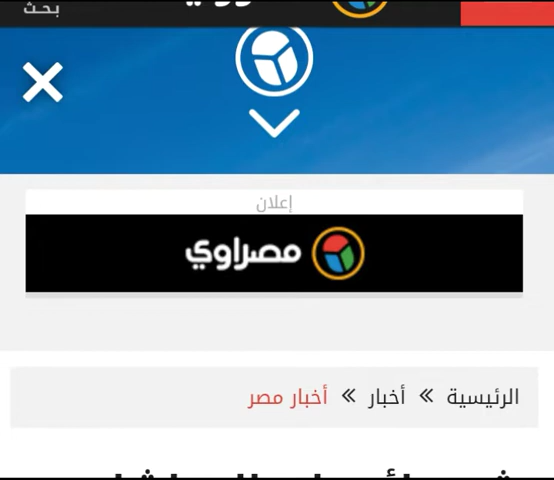 بحث
إعلان
مصراوي
الرئيسية » أخبار » أخبار مصر